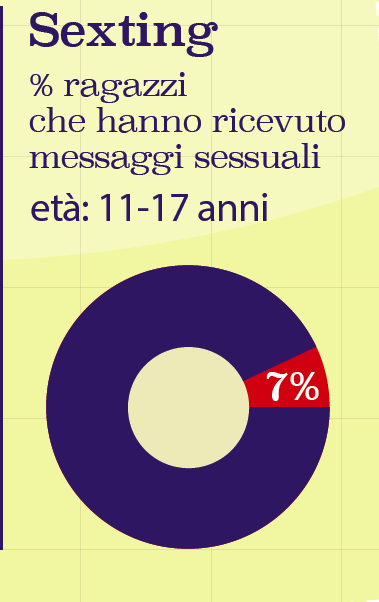 Sexting
% ragazzi
che hanno ricevuto
messaggi sessuali
età: 11-17 anni
7%